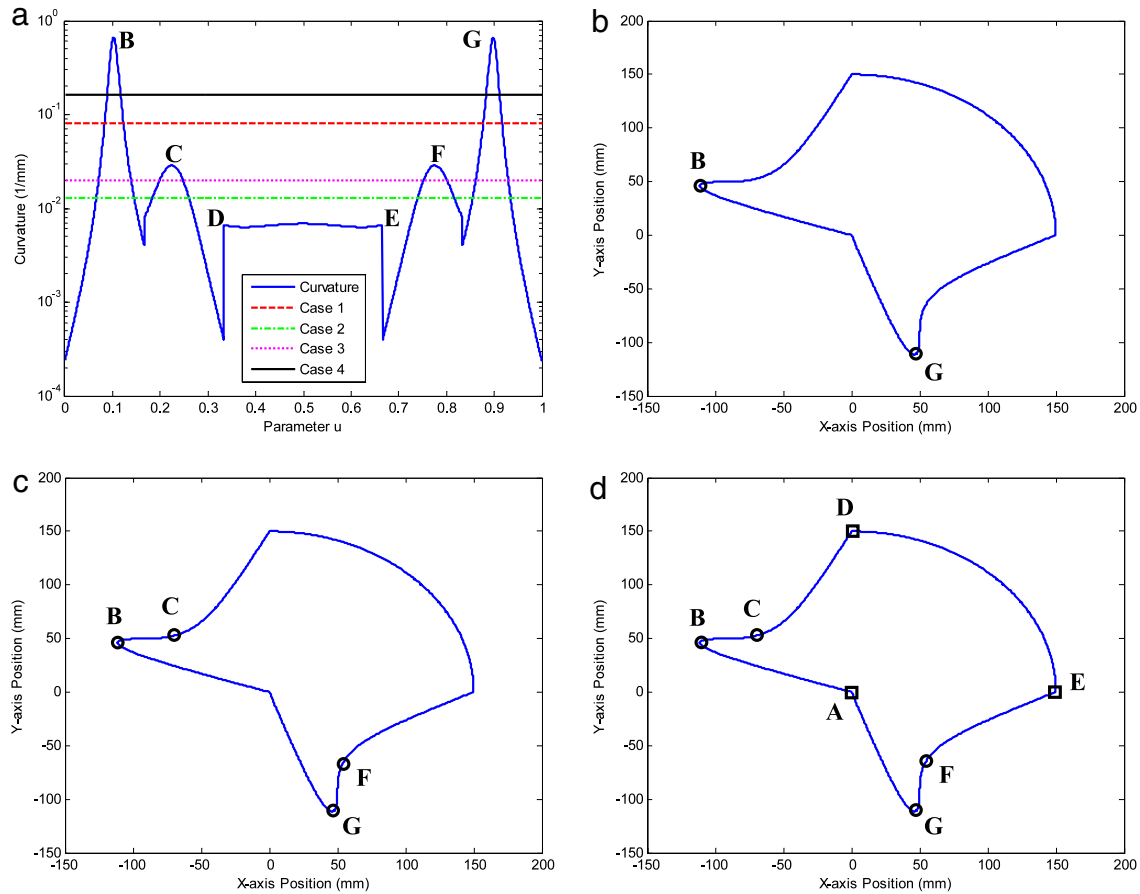 a
10^0
10^-1
10^-2
10^-3
10^-4
Curvature (1/mm)
B
G
C
F
D
E
Curvature
Case 1
Case 2
Case 3
Case 4
0 0.1 0.2 0.3 0.4 0.5 0.6 0.7 0.8 0.9 1
Parameter u
b
200
150
100
50
0
-50
-100
-150
Y-axis Position (mm)
B
G
-150 -100 -50 0 50 100 150 200
X-axis Position (mm)
c
200
150
100
50
0
-50
-100
-150
Y-axis Position (mm)
B
C
F
G
-150 -100 -50 0 50 100 150 200
X-axis Position (mm)
d
200
150
100
50
0
-50
-100
-150
Y-axis Position (mm)
D
C
B
E
A
F
G
-150 -100 -50 0 50 100 150 200
X-axis Position (mm)